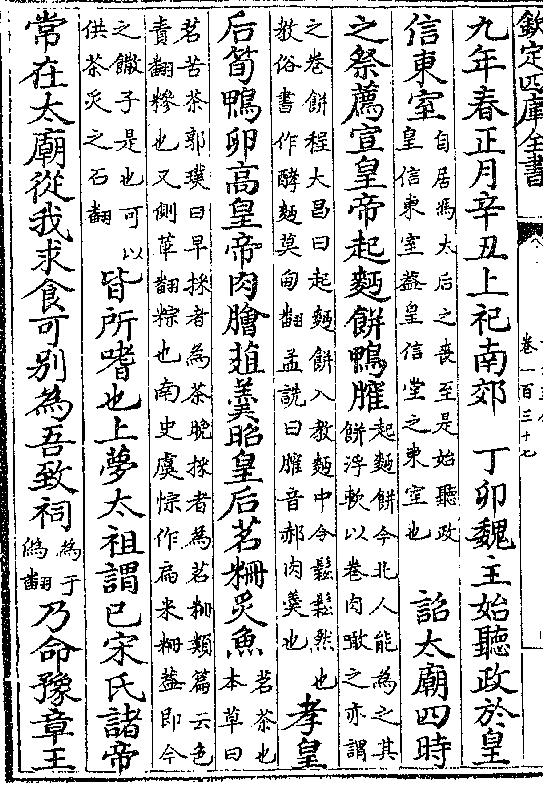 欽定四庫全書
卷一百三十七
九年春正月辛丑上祀南郊　丁卯魏主始聽政於皇
信東室
自居馮太后之喪至是始聽政
皇信東室葢皇信堂之東室也
詔太廟四時
之祭薦宣皇帝起麪餅鴨臛
起麪餅今北人能為之其
餅浮軟以卷肉噉之亦謂
之卷餅程大昌曰起麪餅入教麪中令鬆鬆然也
教俗書作酵麪莫甸翻孟詵曰臛音郝肉羮也
孝皇
后筍鴨卵高皇帝肉膾葅羮昭皇后茗粣炙魚
茗茶也
本草曰
茗苦茶郭璞曰早採者為茶晚採者為茗粣類篇云色
責翻糝也又側革翻粽也南史虞悰作扁米粣葢即今
之饊子是也可以
供茶炙之石翻
皆所嗜也上夢太祖謂已宋氏諸帝
常在太廟從我求食可別為吾致祠
為于
偽翻
乃命豫章王